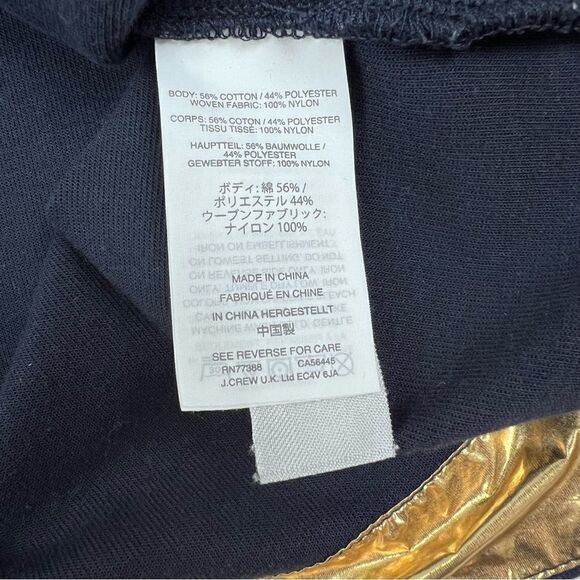 BODY: 56% COTTON / 44% POLYESTER
WOVEN FABRIC: 100% NYLON
CORPS: 56% COTON / 44% POLYESTER
TISSU TISSÉ: 100% NYLON
HAUPTTEIL: 56% BAUMWOLLE /
44% POLYESTER
GEWEBTER STOFF: 100% NYLON
ボディ: 綿 56% /
ポリエステル 44%
ウーブンファブリック:
ナイロン 100%
MADE IN CHINA
FABRIQUÉ EN CHINE
IN CHINA HERGESTELLT
中国製
SEE REVERSE FOR CARE
RN77388 CA56445
J.CREW U.K. Ltd EC4V 6JA